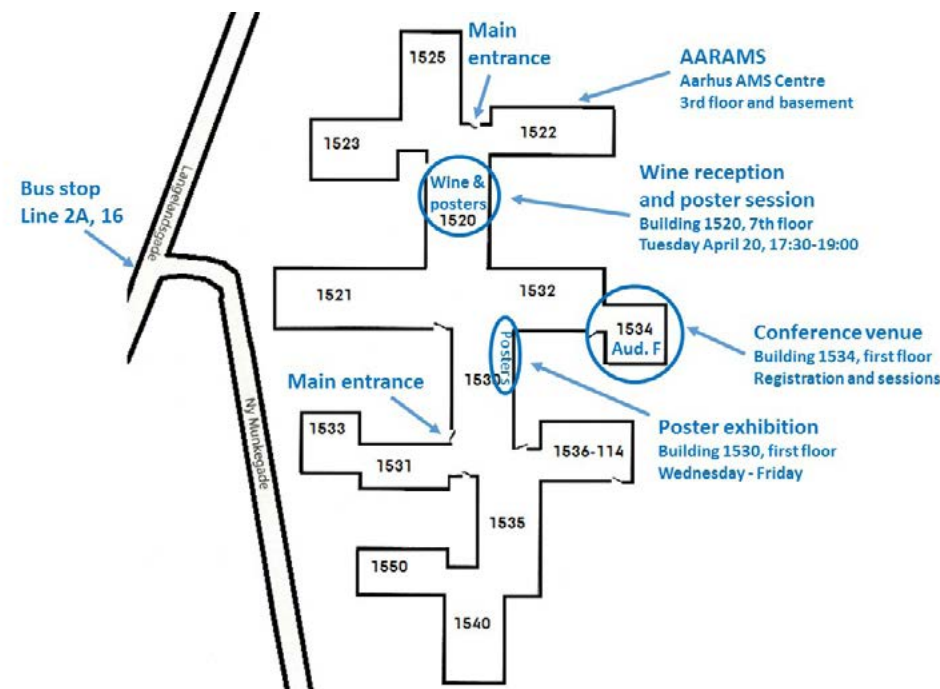 Main
entrance
1525
AARAMS
Aarhus AMS Centre
3rd floor and basement
1523
1522
Langelandsgade
Bus stop
Line 2A, 16
Wine &
posters
1520
Wine reception
and poster session
Building 1520, 7th floor
Tuesday April 20, 17:30-19:00
1521
1532
1534
Aud. F
Conference venue
Building 1534, first floor
Registration and sessions
Posters
1530
Main entrance
Ny Munkegade
Poster exhibition
Building 1530, first floor
Wednesday - Friday
1533
1531
1536-114
1535
1550
1540